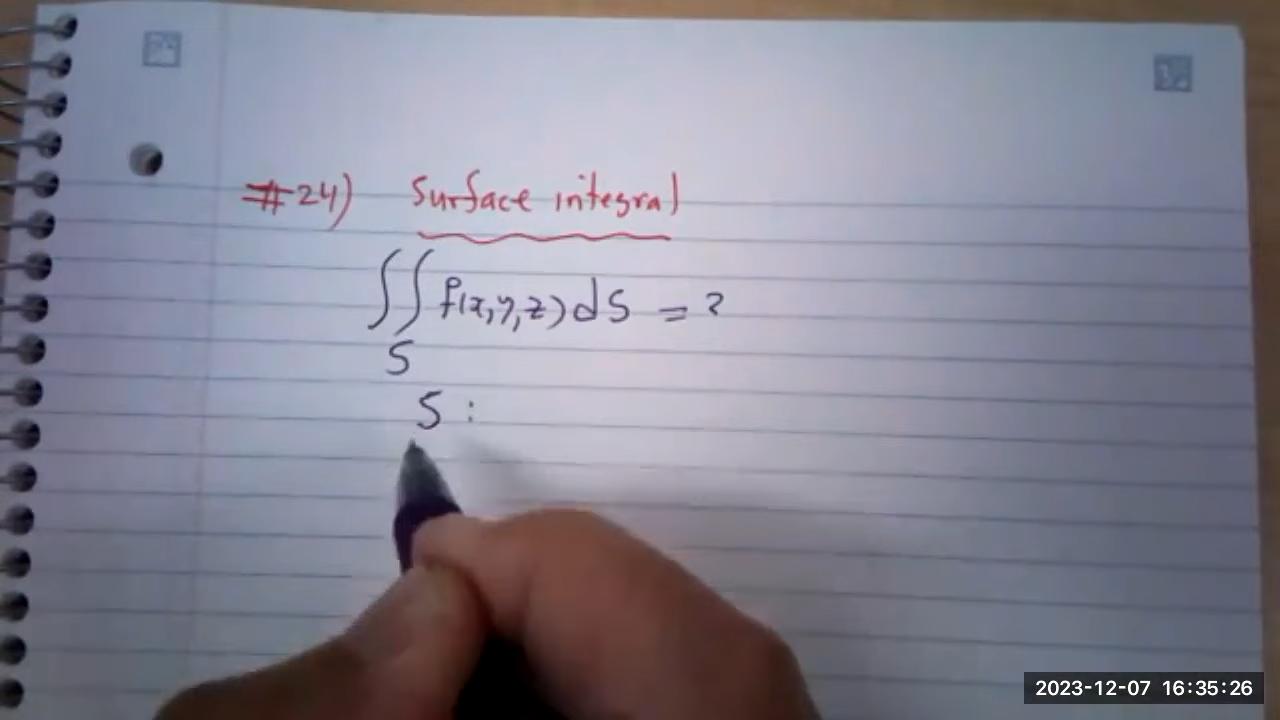 #24) Surface integral
∫∫ f(x,y,z) dS = ?
S
S :
2023-12-07 16:35:26